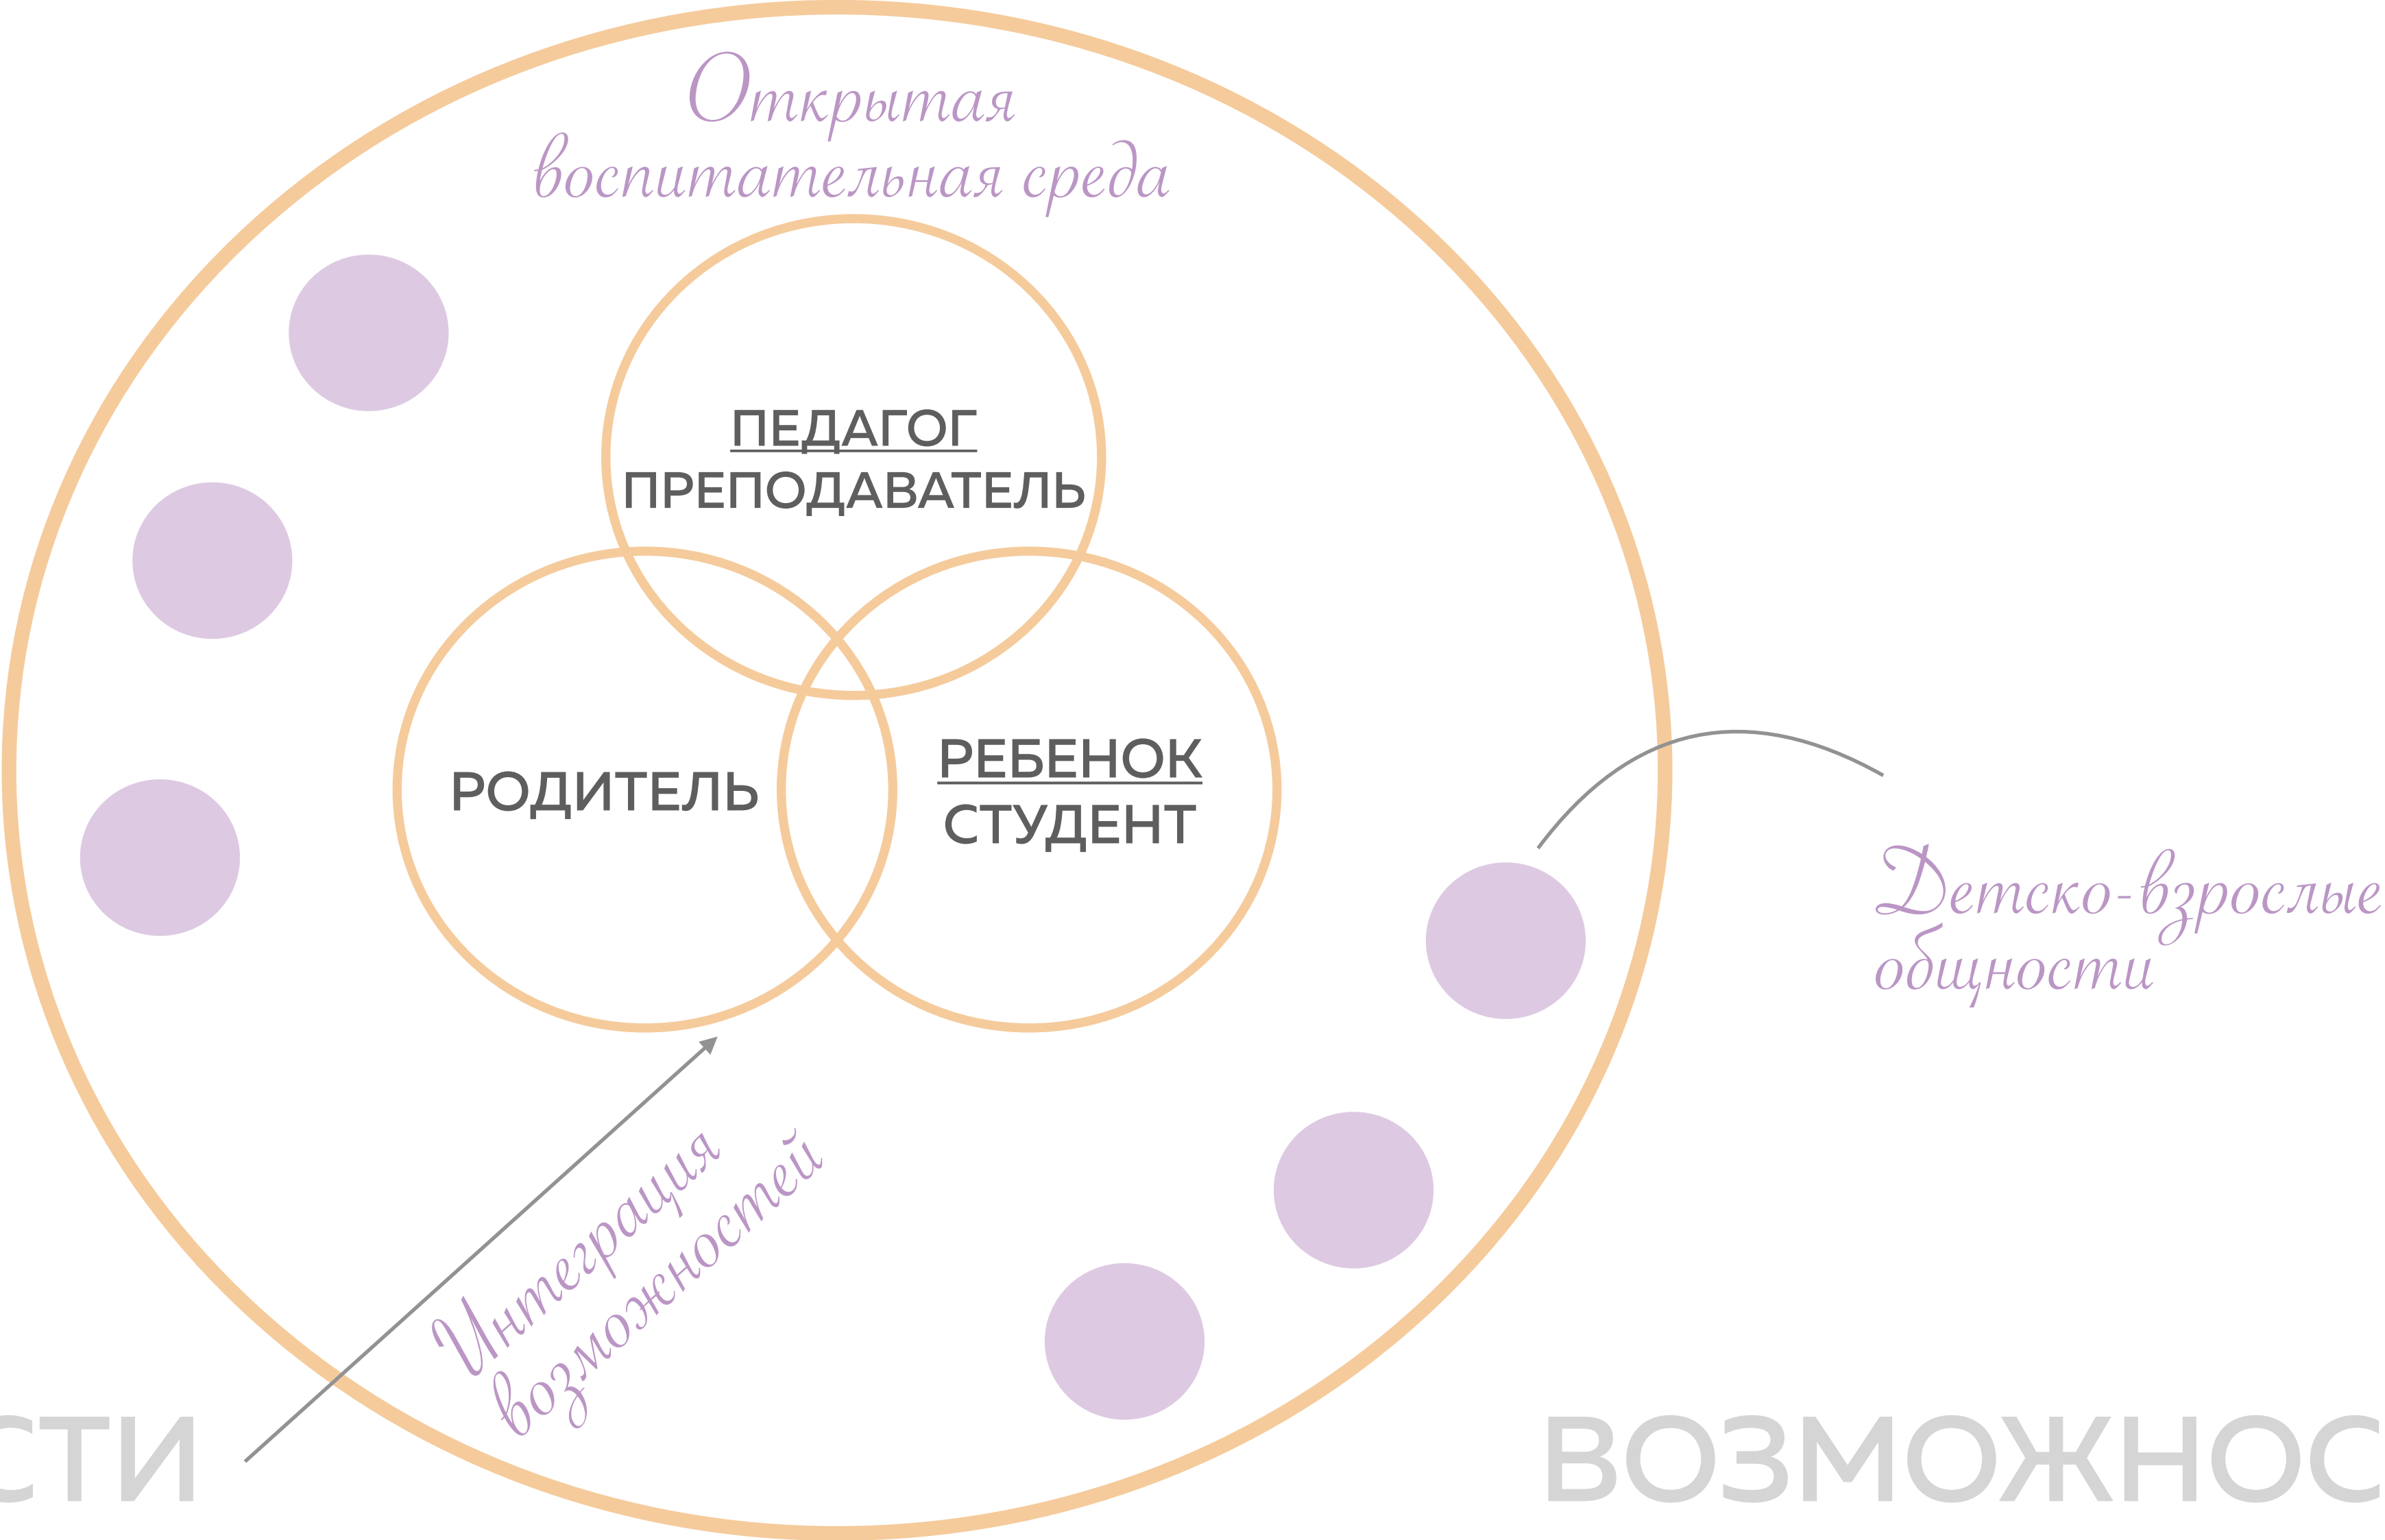 Открытая
воспитательная среда
ПЕДАГОГ
ПРЕПОДАВАТЕЛЬ
РОДИТЕЛЬ
РЕБЕНОК
СТУДЕНТ
Детско-взрослые
общности
Интеграция
возможностей
СТИ
ВОЗМОЖНОС